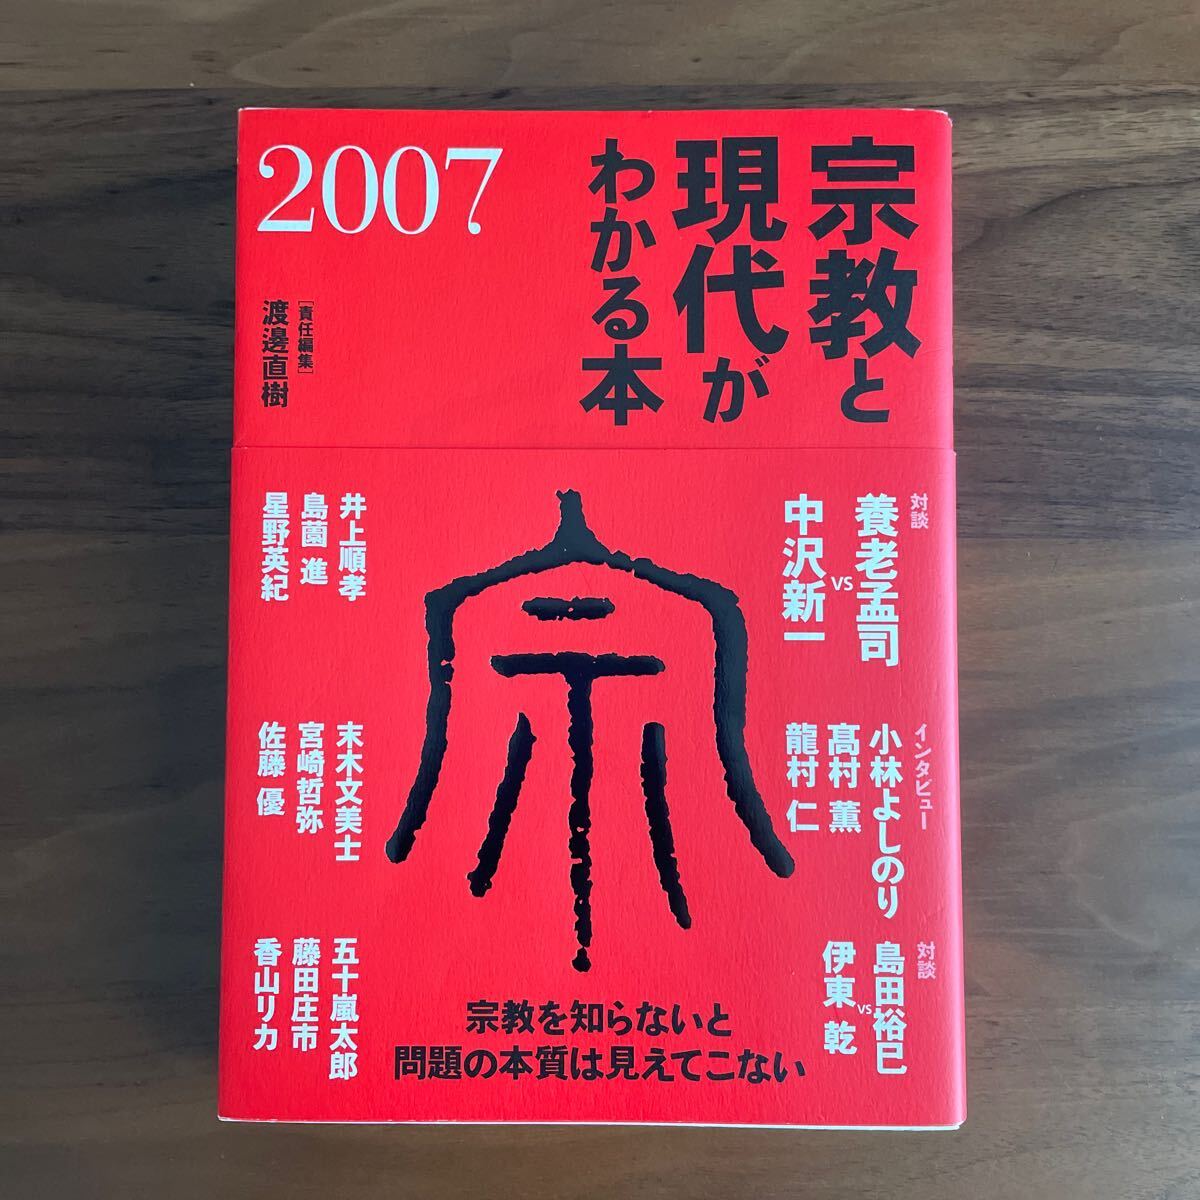 宗教と
現代が
わかる本
2007
［責任編集］
渡邊直樹
対談
養老孟司
vs
中沢新一
インタビュー
小林よしのり
髙村 薫
龍村 仁
対談
島田裕巳
vs
伊東 乾
井上順孝
島薗 進
星野英紀
末木文美士
宮崎哲弥
佐藤 優
五十嵐太郎
藤田庄市
香山リカ
宗
宗教を知らないと
問題の本質は見えてこない